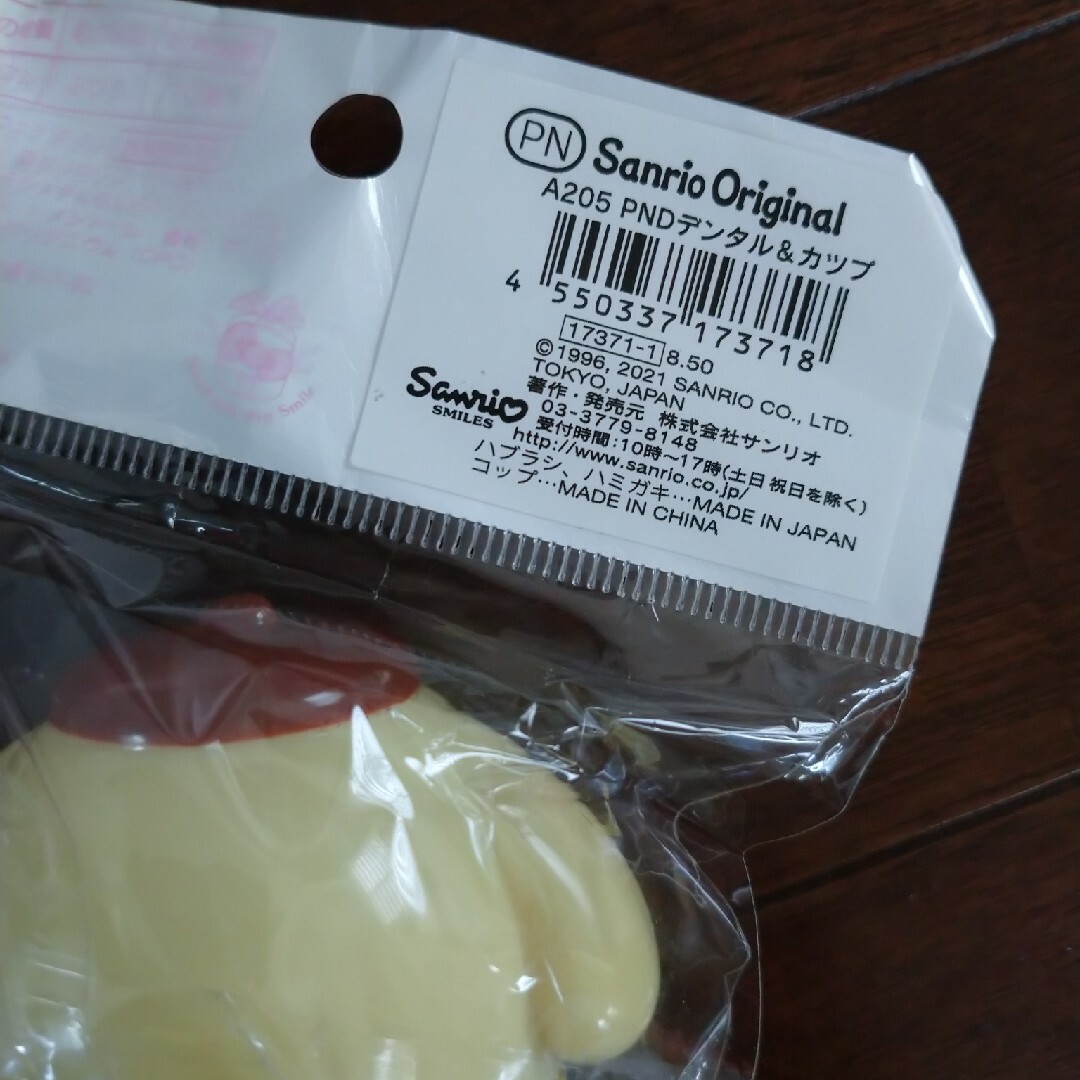 PN Sanrio Original
A205 PNDデンタル&カツプ
4 550337 173718
17371-1 8.50
©1996, 2021 SANRIO CO., LTD.
TOKYO, JAPAN
著作・発売元 株式会社サンリオ
03-3779-8148
受付時間:10時~17時(土日祝日を除く)
http://www.sanrio.co.jp/
Sanrio
SMILES
ハブラシ、ハミガキ…MADE IN JAPAN
コップ…MADE IN CHINA
Smile